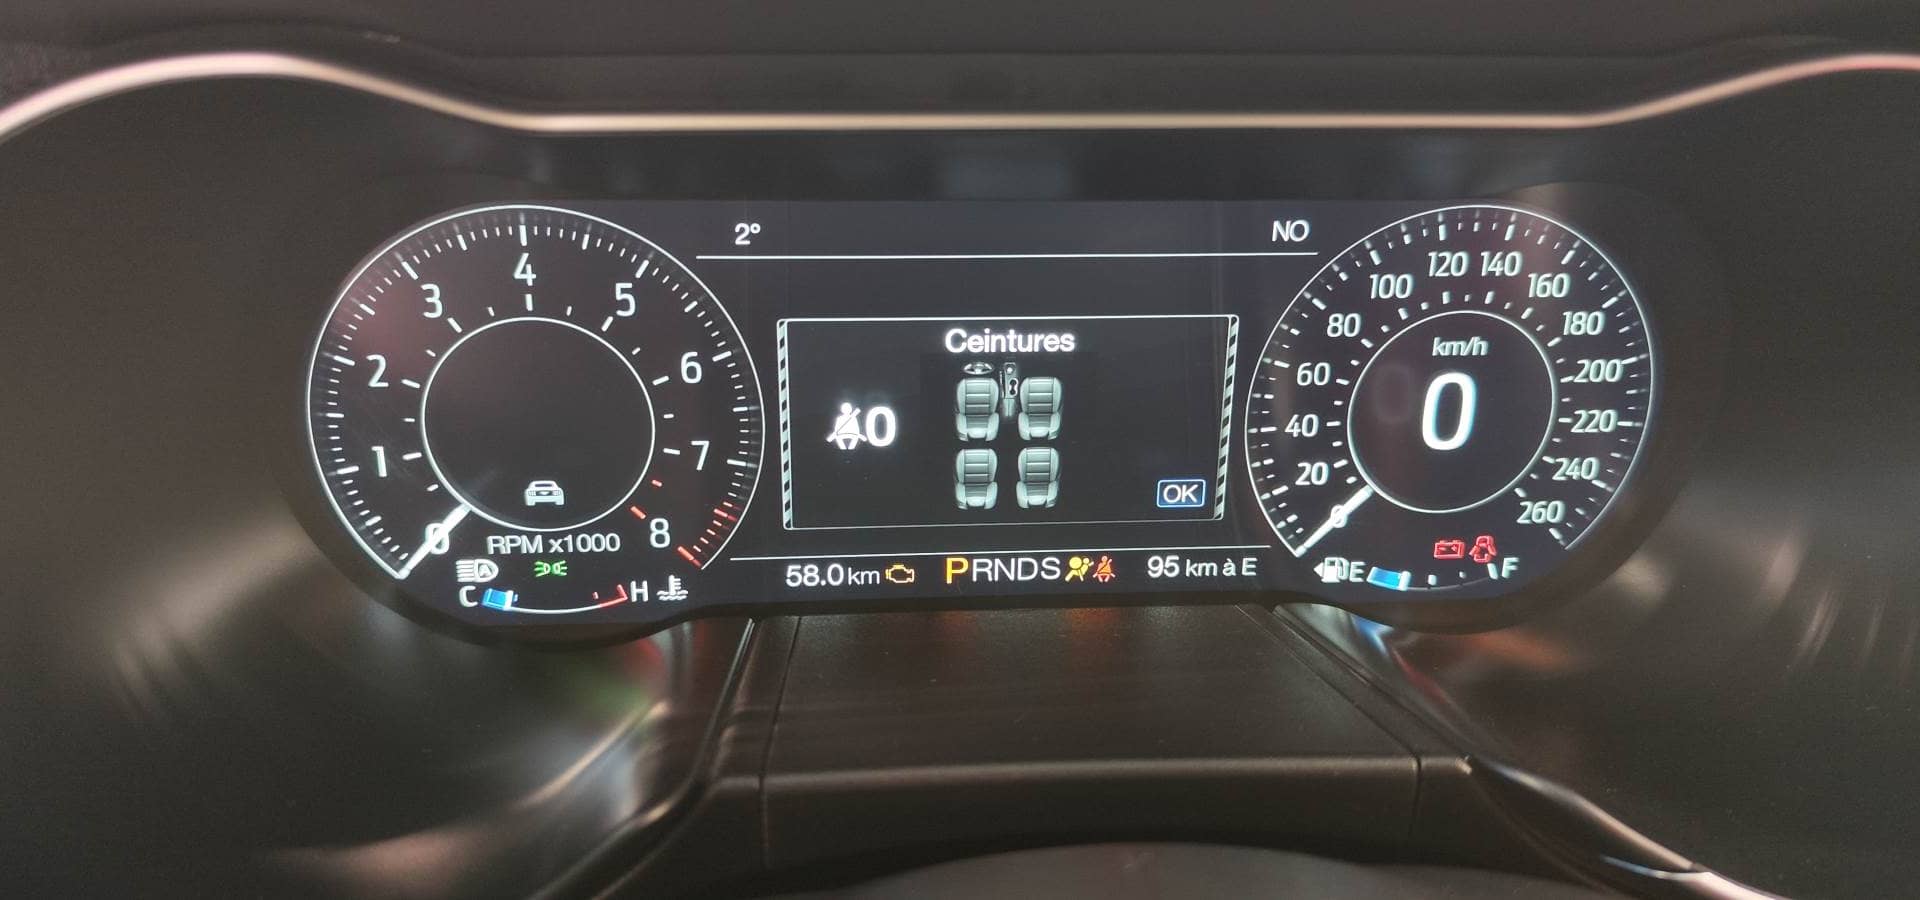 2° NO
Ceintures
0
OK
0 1 2 3 4 5 6 7 8
RPM x1000
C H
58.0 km PRNDS 95 km à E
0 20 40 60 80 100 120 140 160 180 200 220 240 260
km/h
0
E F
A